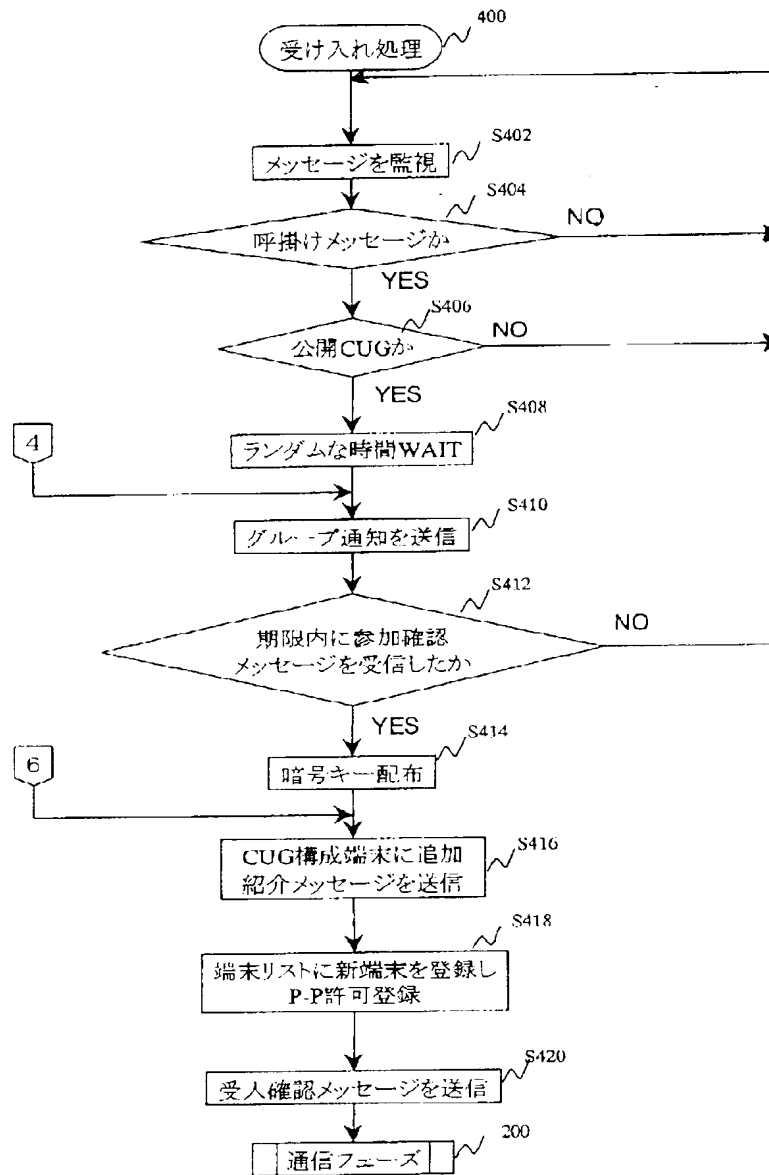 400
受け入れ処理
S402
メッセージを監視
S404
呼掛けメッセージか
NO
YES
S406
公開CUGか
NO
YES
S408
4
ランダムな時間WAIT
S410
グループ通知を送信
S412
期限内に参加確認
メッセージを受信したか
NO
YES
S414
6
暗号キー配布
S416
CUG構成端末に追加
紹介メッセージを送信
S418
端末リストに新端末を登録し
P-P許可登録
S420
受入確認メッセージを送信
200
通信フェーズ